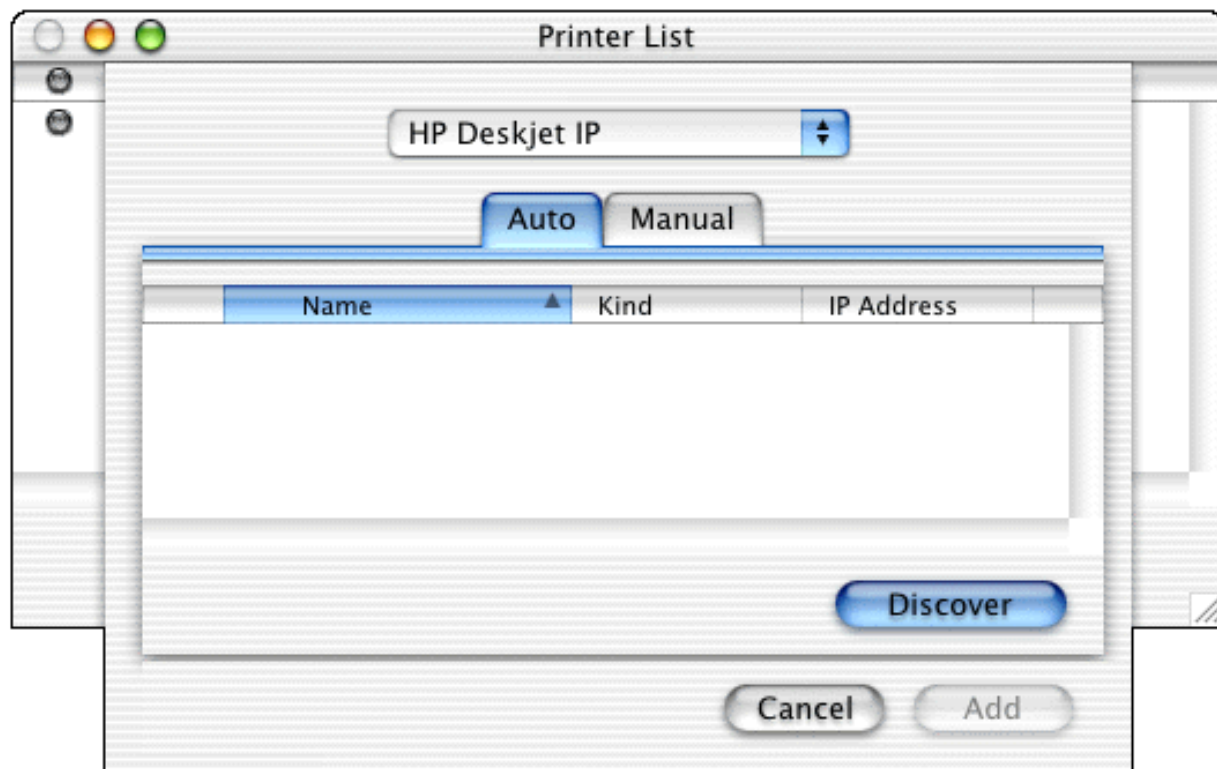 Printer List
HP Deskjet IP
Auto Manual
Name Kind IP Address
Discover
Cancel Add